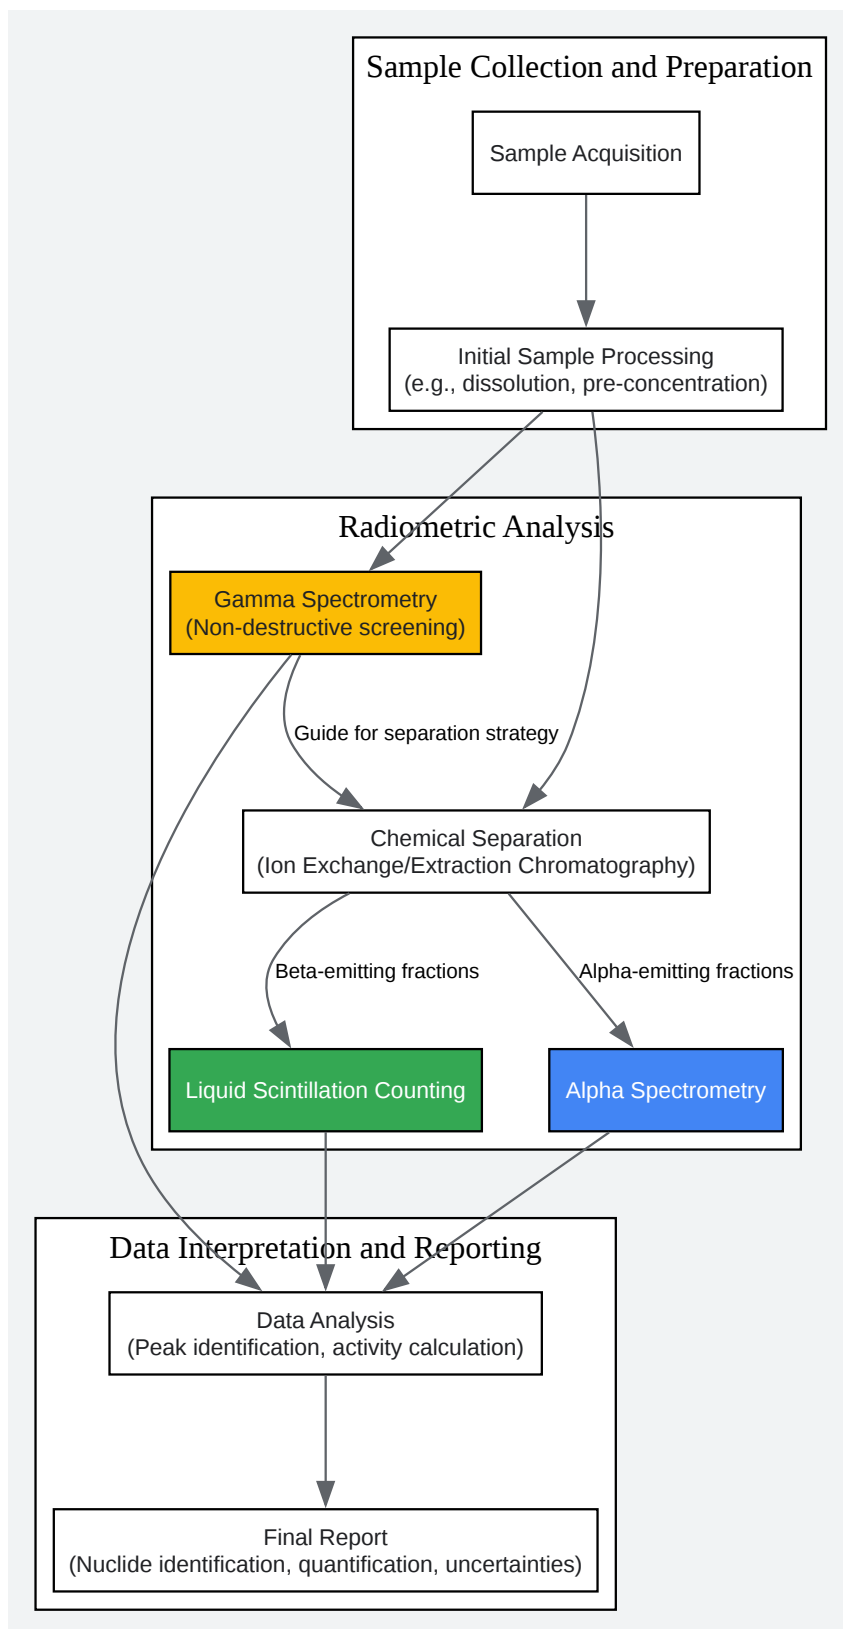 Sample Collection and Preparation
Sample Acquisition
Initial Sample Processing
(e.g., dissolution, pre-concentration)
Radiometric Analysis
Gamma Spectrometry
(Non-destructive screening)
Guide for separation strategy
Chemical Separation
(Ion Exchange/Extraction Chromatography)
Beta-emitting fractions
Alpha-emitting fractions
Liquid Scintillation Counting
Alpha Spectrometry
Data Interpretation and Reporting
Data Analysis
(Peak identification, activity calculation)
Final Report
(Nuclide identification, quantification, uncertainties)